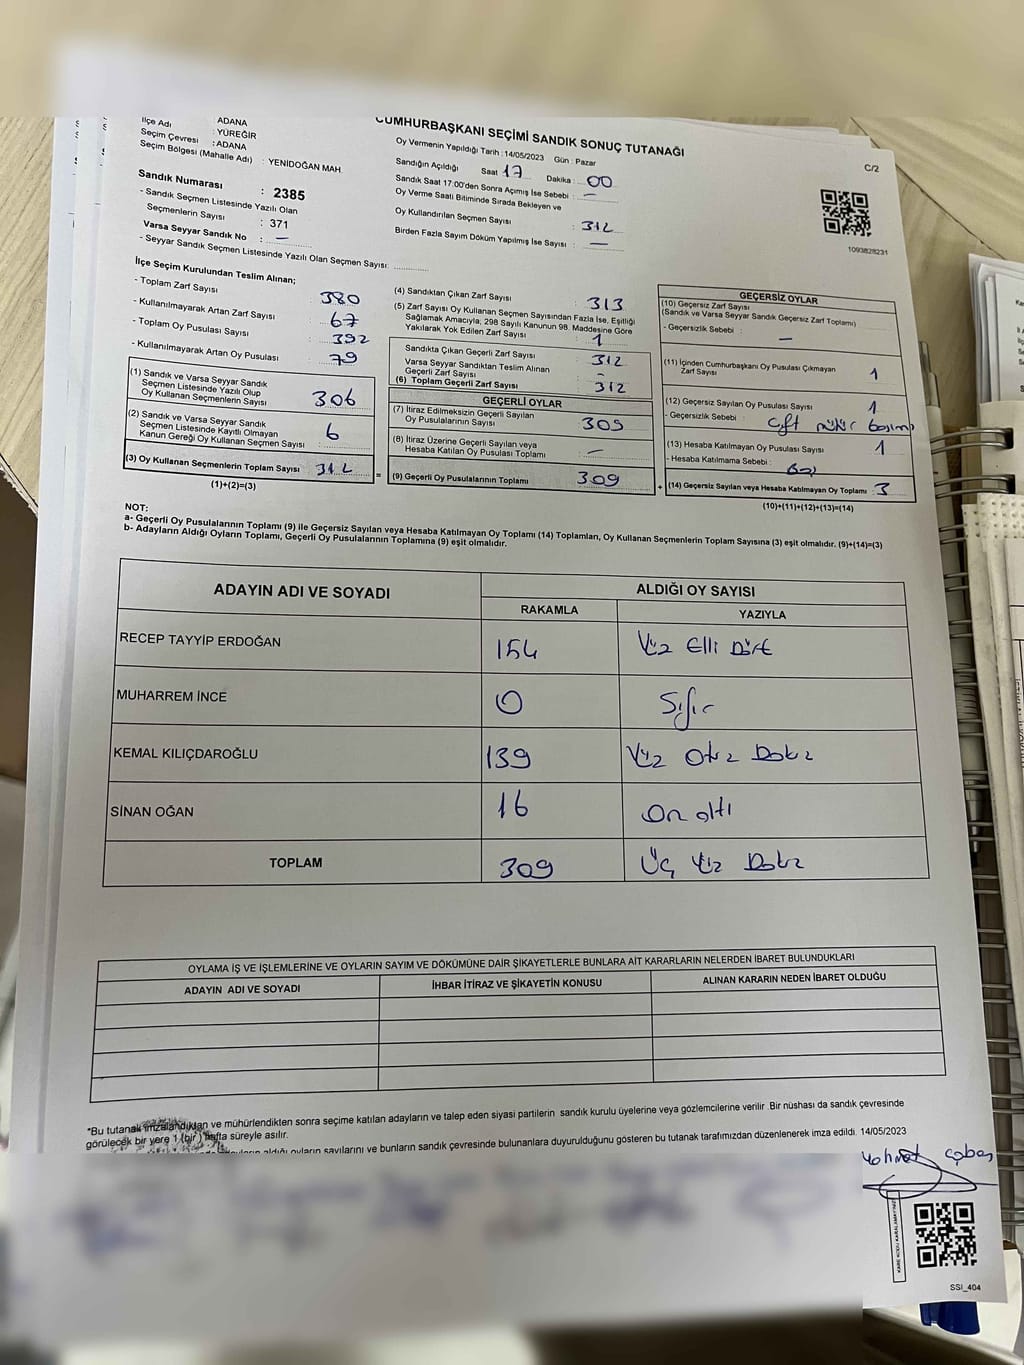 CUMHURBAŞKANI SEÇİMİ SANDIK SONUÇ TUTANAĞI
C/2
: ADANA
İlçe Adı : YÜREĞİR
Seçim Çevresi : ADANA
Seçim Bölgesi (Mahalle Adı) : YENİDOĞAN MAH.
Oy Vermenin Yapıldığı Tarih : 14/05/2023 Gün : Pazar
Sandığın Açıldığı Saat 17 Dakika : 00
Sandık Saat 17:00'den Sonra Açımış İse Sebebi : —
Oy Verme Saati Bitiminde Sırada Bekleyen ve
Oy Kullandırılan Seçmen Sayısı : 312
Birden Fazla Sayım Döküm Yapılmış İse Sayısı : —
1093828231
Sandık Numarası : 2385
- Sandık Seçmen Listesinde Yazılı Olan
Seçmenlerin Sayısı : 371
Varsa Seyyar Sandık No : —
- Seyyar Sandık Seçmen Listesinde Yazılı Olan Seçmen Sayısı: ..............
İlçe Seçim Kurulundan Teslim Alınan;
- Toplam Zarf Sayısı : 380
- Kullanılmayarak Artan Zarf Sayısı : 67
- Toplam Oy Pusulası Sayısı : 392
- Kullanılmayarak Artan Oy Pusulası : 79
(1) Sandık ve Varsa Seyyar Sandık
Seçmen Listesinde Yazılı Olup
Oy Kullanan Seçmenlerin Sayısı : 306
(2) Sandık ve Varsa Seyyar Sandık
Seçmen Listesinde Kayıtlı Olmayan
Kanun Gereği Oy Kullanan Seçmen Sayısı : 6
(3) Oy Kullanan Seçmenlerin Toplam Sayısı : 312
(1)+(2)=(3)
=
(4) Sandıktan Çıkan Zarf Sayısı : 313
(5) Zarf Sayısı Oy Kullanan Seçmen Sayısından Fazla İse, Eşitliği
Sağlamak Amacıyla, 298 Sayılı Kanunun 98. Maddesine Göre
Yakılarak Yok Edilen Zarf Sayısı : 1
Sandıkta Çıkan Geçerli Zarf Sayısı : 312
Varsa Seyyar Sandıktan Teslim Alınan
Geçerli Zarf Sayısı : -
(6) Toplam Geçerli Zarf Sayısı : 312
GEÇERLİ OYLAR
(7) İtiraz Edilmeksizin Geçerli Sayılan
Oy Pusulasının Sayısı : 309
(8) İtiraz Üzerine Geçerli Sayılan veya
Hesaba Katılan Oy Pusulası Toplamı : —
(9) Geçerli Oy Pusulalarının Toplamı : 309
+
GEÇERSİZ OYLAR
(10) Geçersiz Zarf Sayısı
(Sandık ve Varsa Seyyar Sandık Geçersiz Zarf Toplamı)
- Geçersizlik Sebebi : —
(11) İçinden Cumhurbaşkanı Oy Pusulası Çıkmayan
Zarf Sayısı : 1
(12) Geçersiz Sayılan Oy Pusulası Sayısı : 1
- Geçersizlik Sebebi : Çift mühür basımı
(13) Hesaba Katılmayan Oy Pusulası Sayısı : 1
- Hesaba Katılmama Sebebi :
(14) Geçersiz Sayılan veya Hesaba Katılmayan Oy Toplamı : 3
(10)+(11)+(12)+(13)=(14)
NOT:
a- Geçerli Oy Pusulalarının Toplamı (9) ile Geçersiz Sayılan veya Hesaba Katılmayan Oy Toplamı (14) Toplamları, Oy Kullanan Seçmenlerin Toplam Sayısına (3) eşit olmalıdır. (9)+(14)=(3)
b- Adayların Aldığı Oyların Toplamı, Geçerli Oy Pusulalarının Toplamına (9) eşit olmalıdır.
ADAYIN ADI VE SOYADI ALDIĞI OY SAYISI
RAKAMLA YAZIYLA
RECEP TAYYİP ERDOĞAN 154 Yüz Elli Dört
MUHARREM İNCE 0 Sıfır
KEMAL KILIÇDAROĞLU 139 Yüz Otuz Dokuz
SİNAN OĞAN 16 On altı
TOPLAM 309 Üç Yüz Dokuz
OYLAMA İŞ VE İŞLEMLERİNE VE OYLARIN SAYIM VE DÖKÜMÜNE DAİR ŞİKAYETLERLE BUNLARA AİT KARARLARIN NELERDEN İBARET BULUNDUKLARI
ADAYIN ADI VE SOYADI İHBAR İTİRAZ VE ŞİKAYETİN KONUSU ALINAN KARARIN NEDEN İBARET OLDUĞU
*Bu tutanak imzalandıktan ve mühürlendikten sonra seçime katılan adayların ve talep eden siyasi partilerin sandık kurulu üyelerine veya gözlemcilerine verilir. Bir nüshası da sandık çevresinde
görülecek bir yere 1 (bir) hafta süreyle asılır.
aldığı oyların sayılarını ve bunların sandık çevresinde bulunanlara duyurulduğunu gösteren bu tutanak tarafımızdan düzenlenerek imza edildi. 14/05/2023
SSI_404